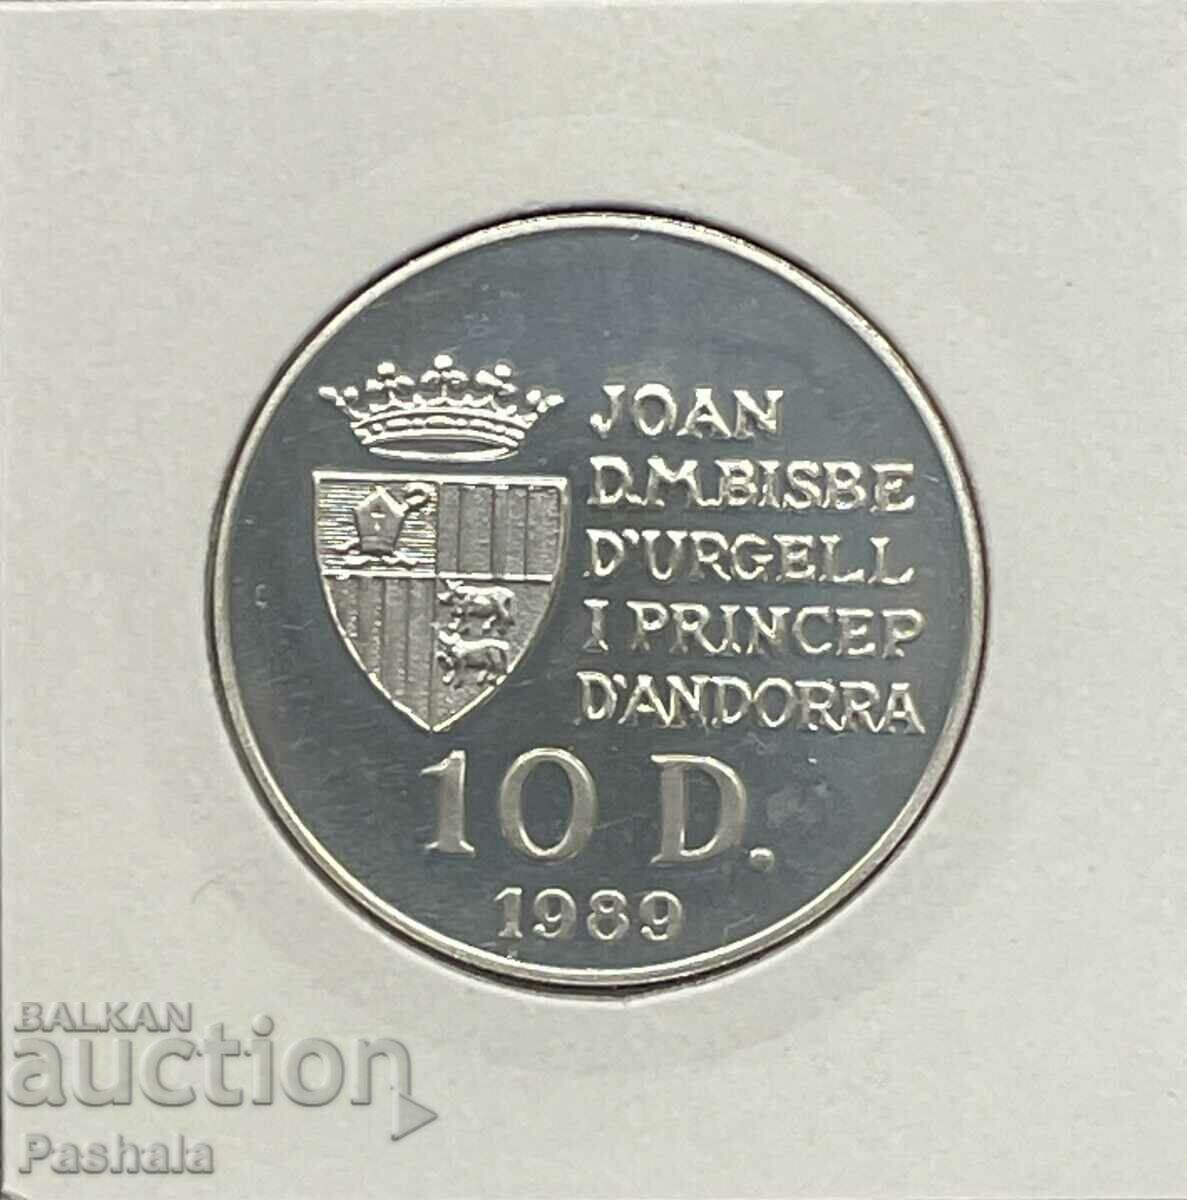 JOAN
D.M.BISBE
D'URGELL
I PRINCEP
D'ANDORRA
10 D.
1989
BALKAN
auction
Pashala